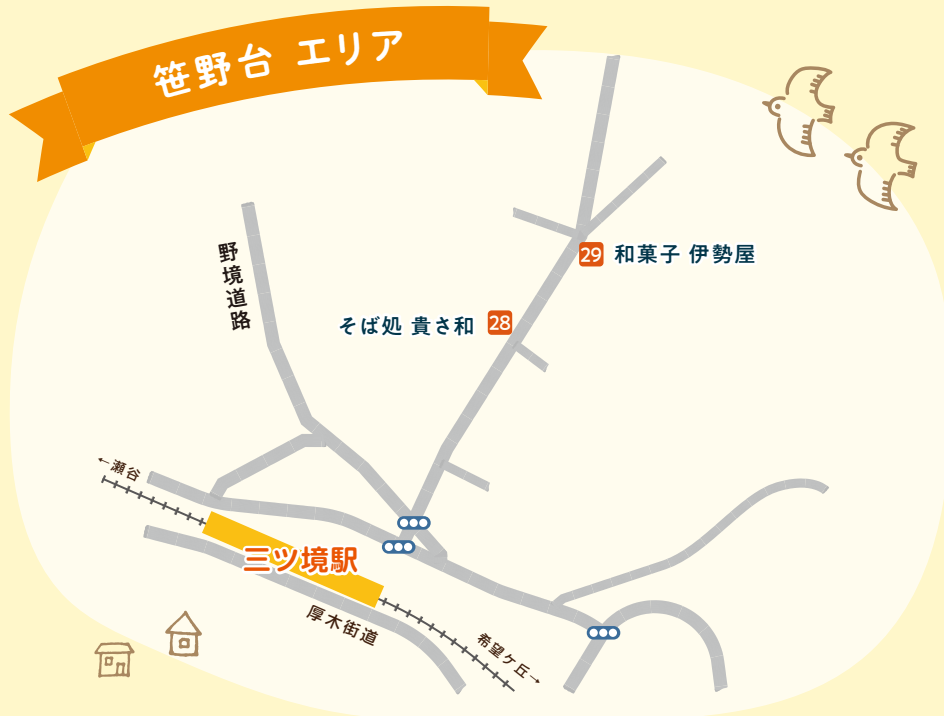 笹野台 エリア
野境道路
29 和菓子 伊勢屋
そば処 貴さ和 28
←瀬谷
三ツ境駅
厚木街道
希望ケ丘→